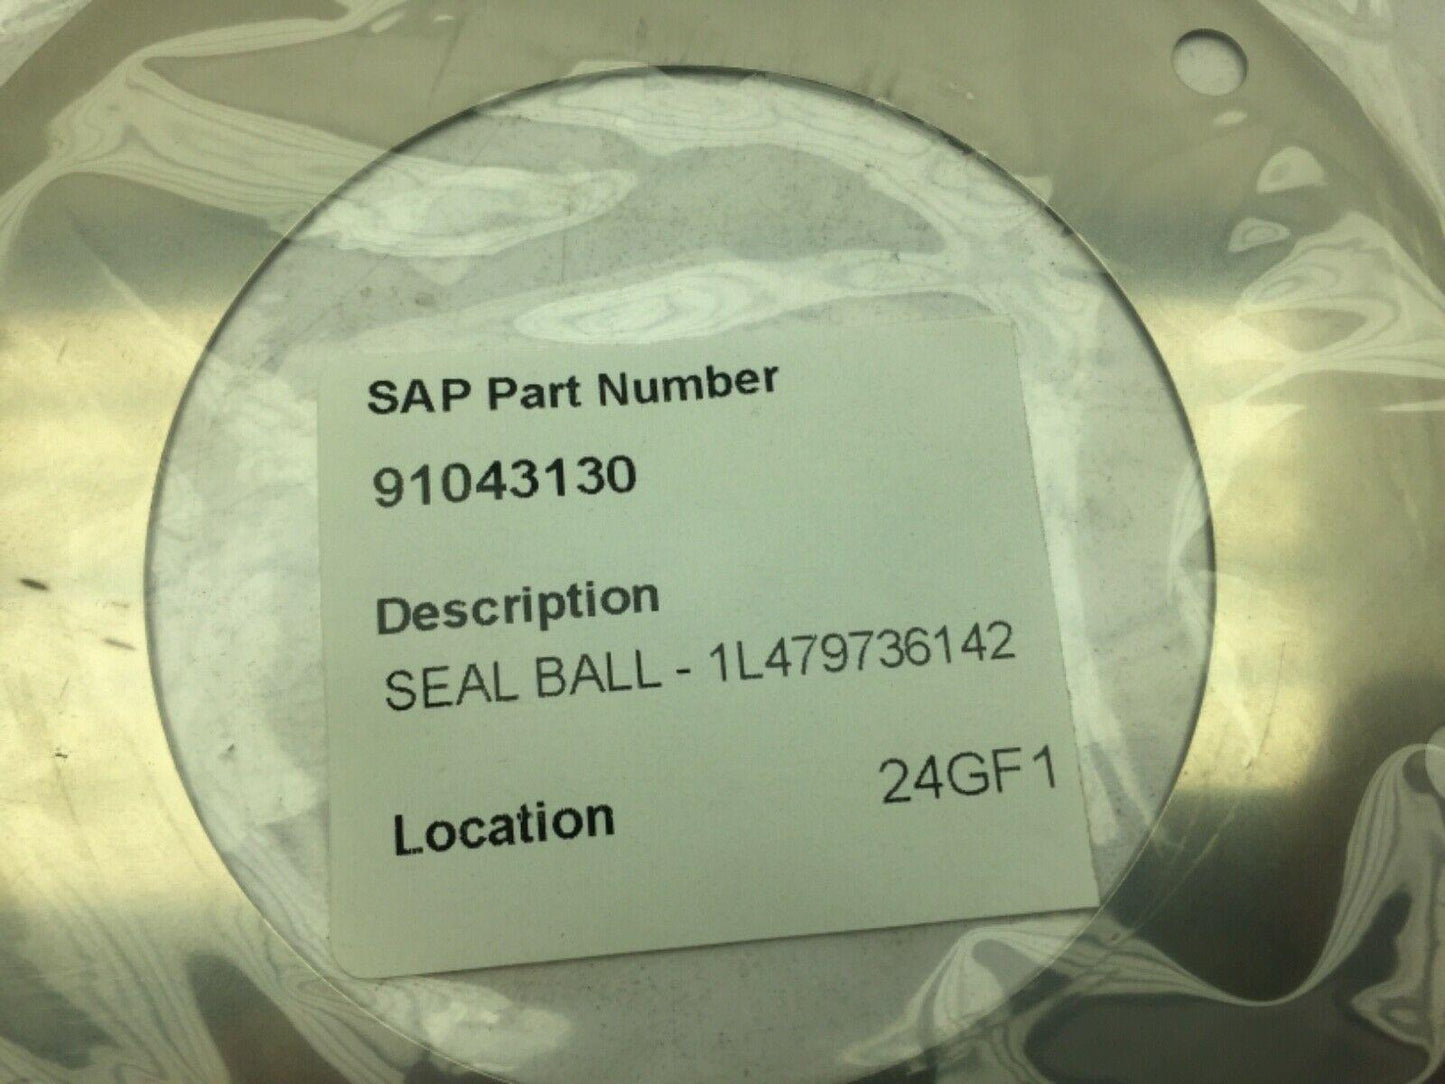 SAP Part Number
91043130
Description
SEAL BALL - 1L479736142
Location 24GF1